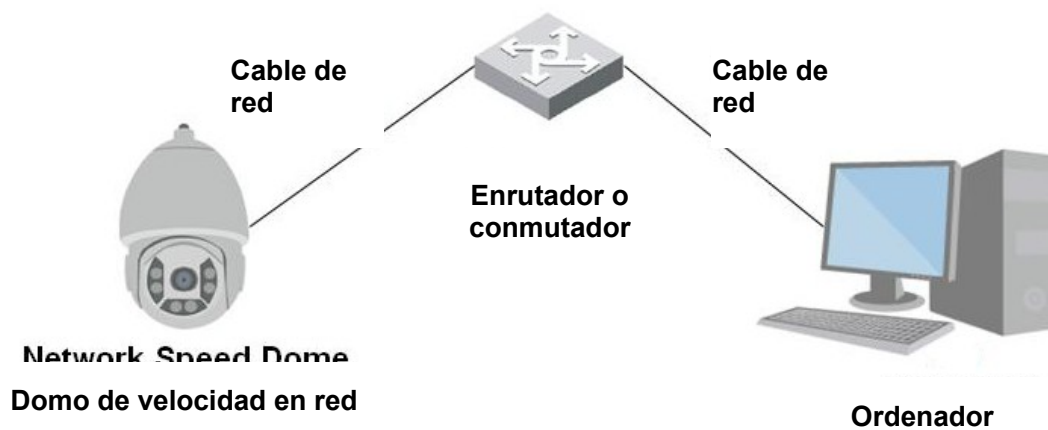 Cable de
red
Cable de
red
Enrutador o
conmutador
Network Speed Dome
Domo de velocidad en red
Ordenador